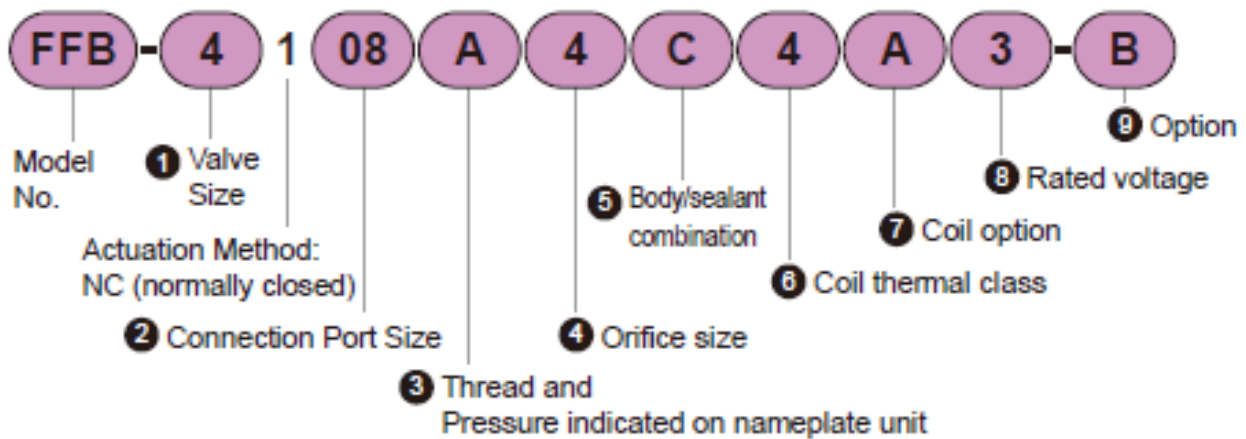 FFB-4 1 08 A 4 C 4 A 3-B
9 Option
Model
No.
1 Valve
Size
8 Rated voltage
5 Body/sealant
combination
7 Coil option
Actuation Method:
NC (normally closed)
6 Coil thermal class
2 Connection Port Size
4 Orifice size
3 Thread and
Pressure indicated on nameplate unit